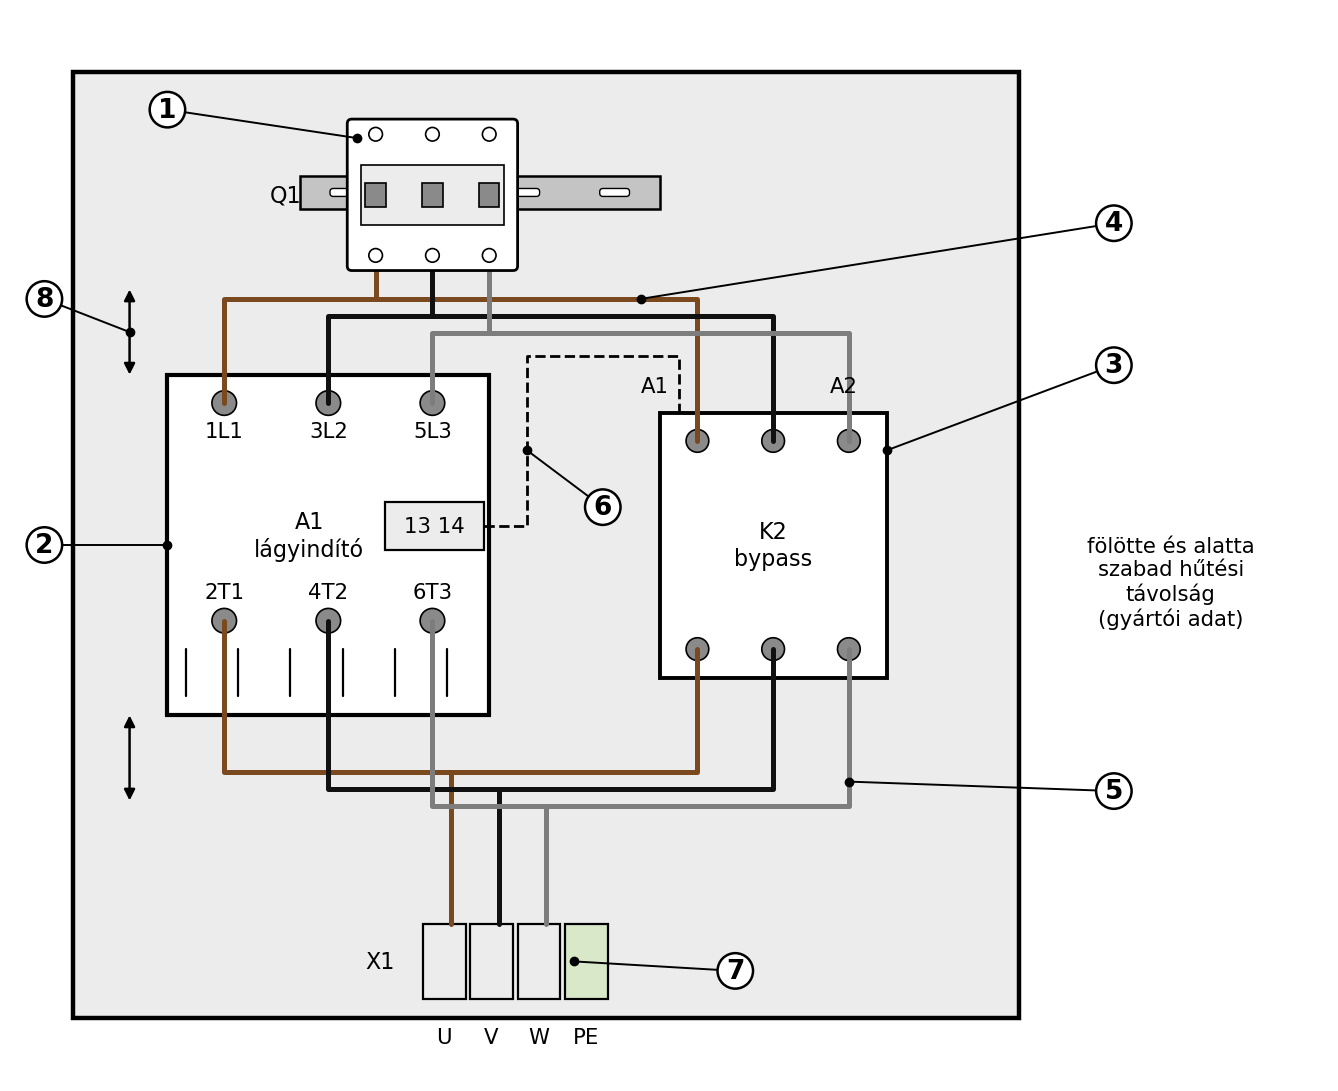 1
Q1
4
8
3
A1
A2
1L1
3L2
5L3
6
13 14
A1
lágyindító
K2
bypass
2
fölötte és alatta
szabad hűtési
távolság
(gyártói adat)
2T1
4T2
6T3
5
X1
7
U
V
W
PE